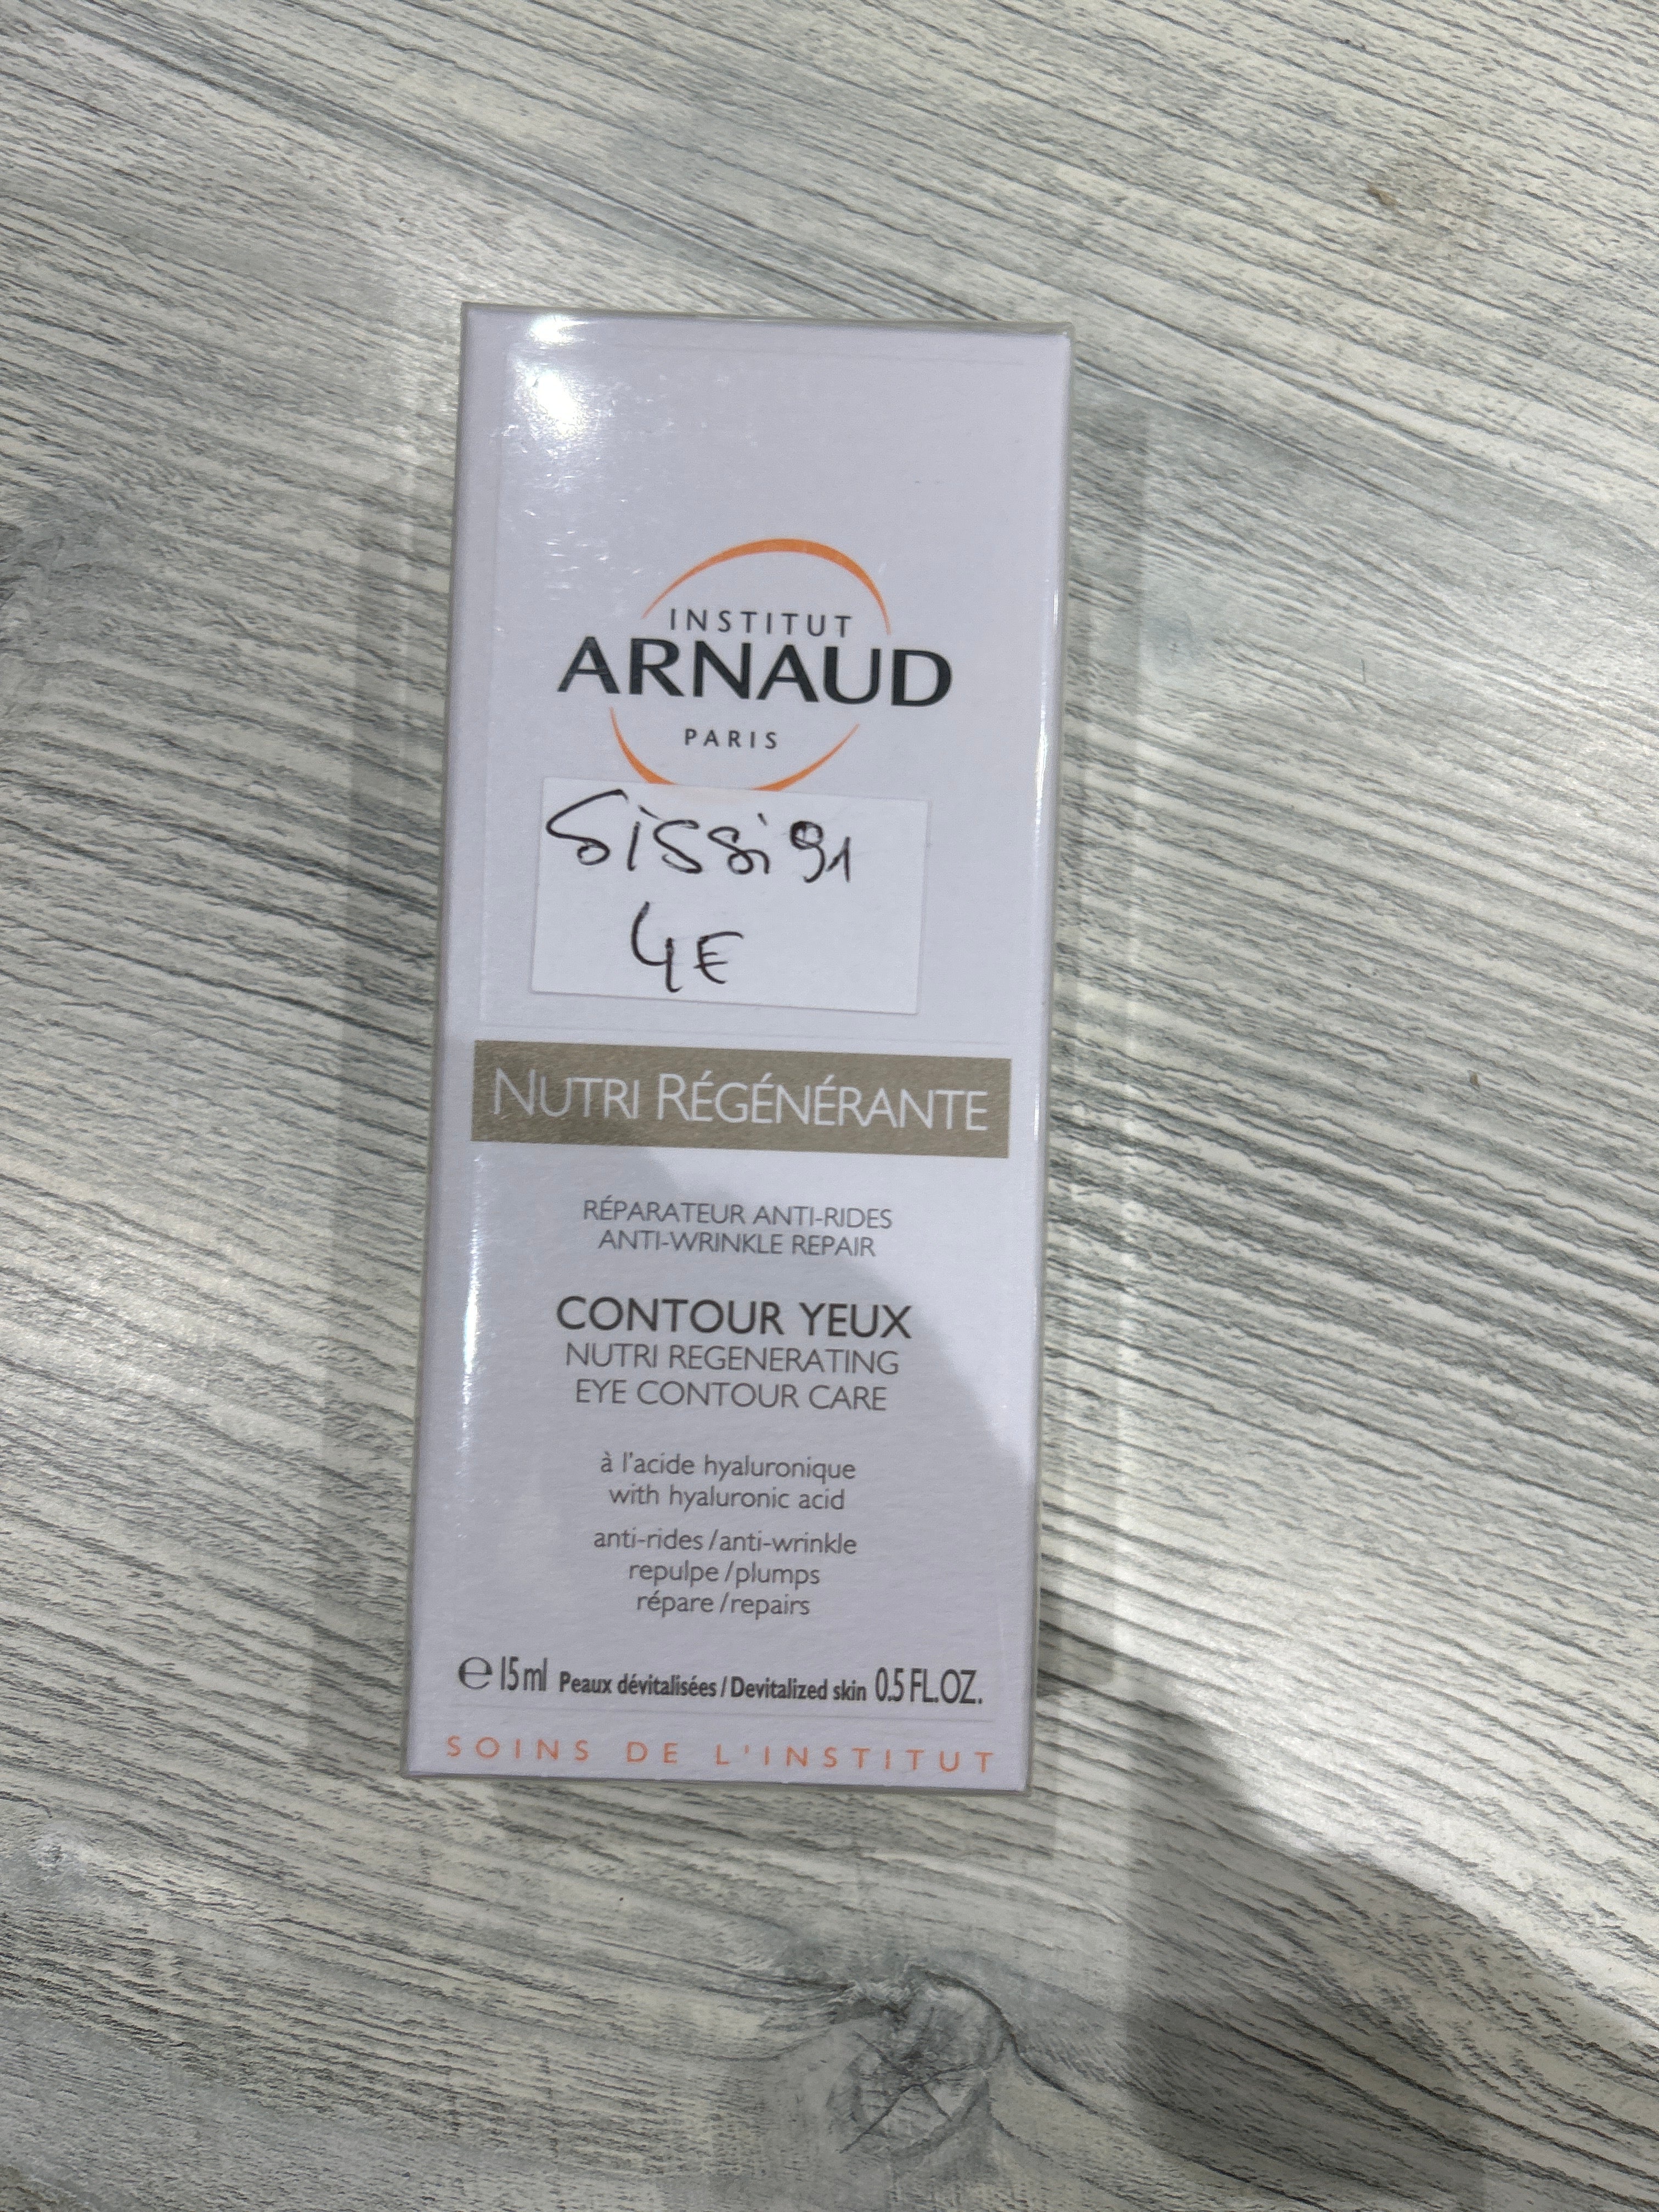 INSTITUT
ARNAUD
PARIS
Sissi 91
4€
NUTRI RÉGÉNÉRANTE
RÉPARATEUR ANTI-RIDES
ANTI-WRINKLE REPAIR
CONTOUR YEUX
NUTRI REGENERATING
EYE CONTOUR CARE
à l'acide hyaluronique
with hyaluronic acid
anti-rides / anti-wrinkle
repulpe / plumps
répare / repairs
℮ 15 ml Peaux dévitalisées / Devitalized skin 0.5 FL.OZ.
SOINS DE L'INSTITUT